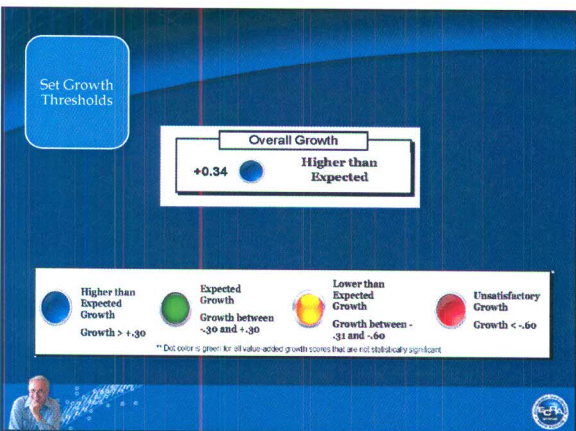 Set Growth
Thresholds
Overall Growth
+0.34
Higher than
Expected
Higher than
Expected
Growth
Growth > +.30
Expected
Growth
Growth between
-.30 and +.30
Lower than
Expected
Growth
Growth between -
.31 and -.60
Unsatisfactory
Growth
Growth < -.60
** Dot color is green for all value-added growth scores that are not statistically significant
ECRA